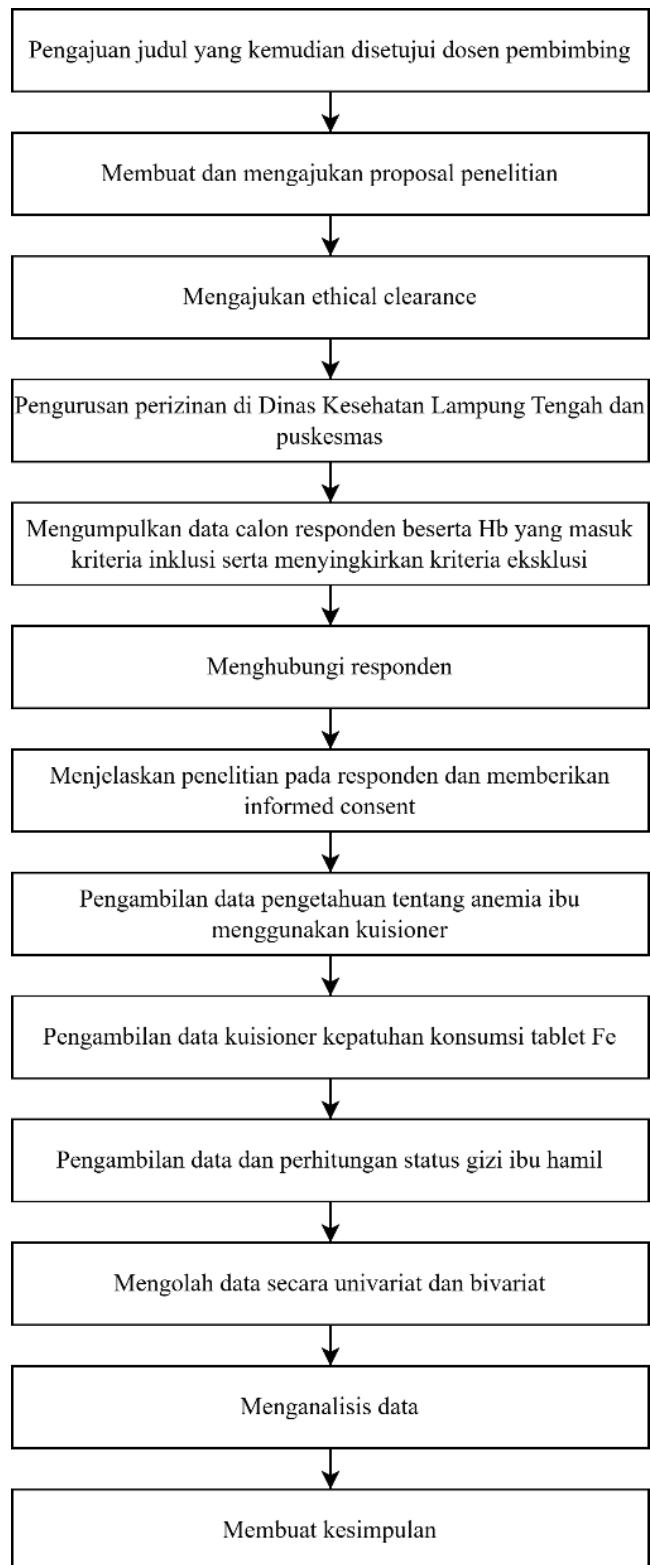 Pengajuan judul yang kemudian disetujui dosen pembimbing
Membuat dan mengajukan proposal penelitian
Mengajukan ethical clearance
Pengurusan perizinan di Dinas Kesehatan Lampung Tengah dan
puskesmas
Mengumpulkan data calon responden beserta Hb yang masuk
kriteria inklusi serta menyingkirkan kriteria eksklusi
Menghubungi responden
Menjelaskan penelitian pada responden dan memberikan
informed consent
Pengambilan data pengetahuan tentang anemia ibu
menggunakan kuisioner
Pengambilan data kuisioner kepatuhan konsumsi tablet Fe
Pengambilan data dan perhitungan status gizi ibu hamil
Mengolah data secara univariat dan bivariat
Menganalisis data
Membuat kesimpulan